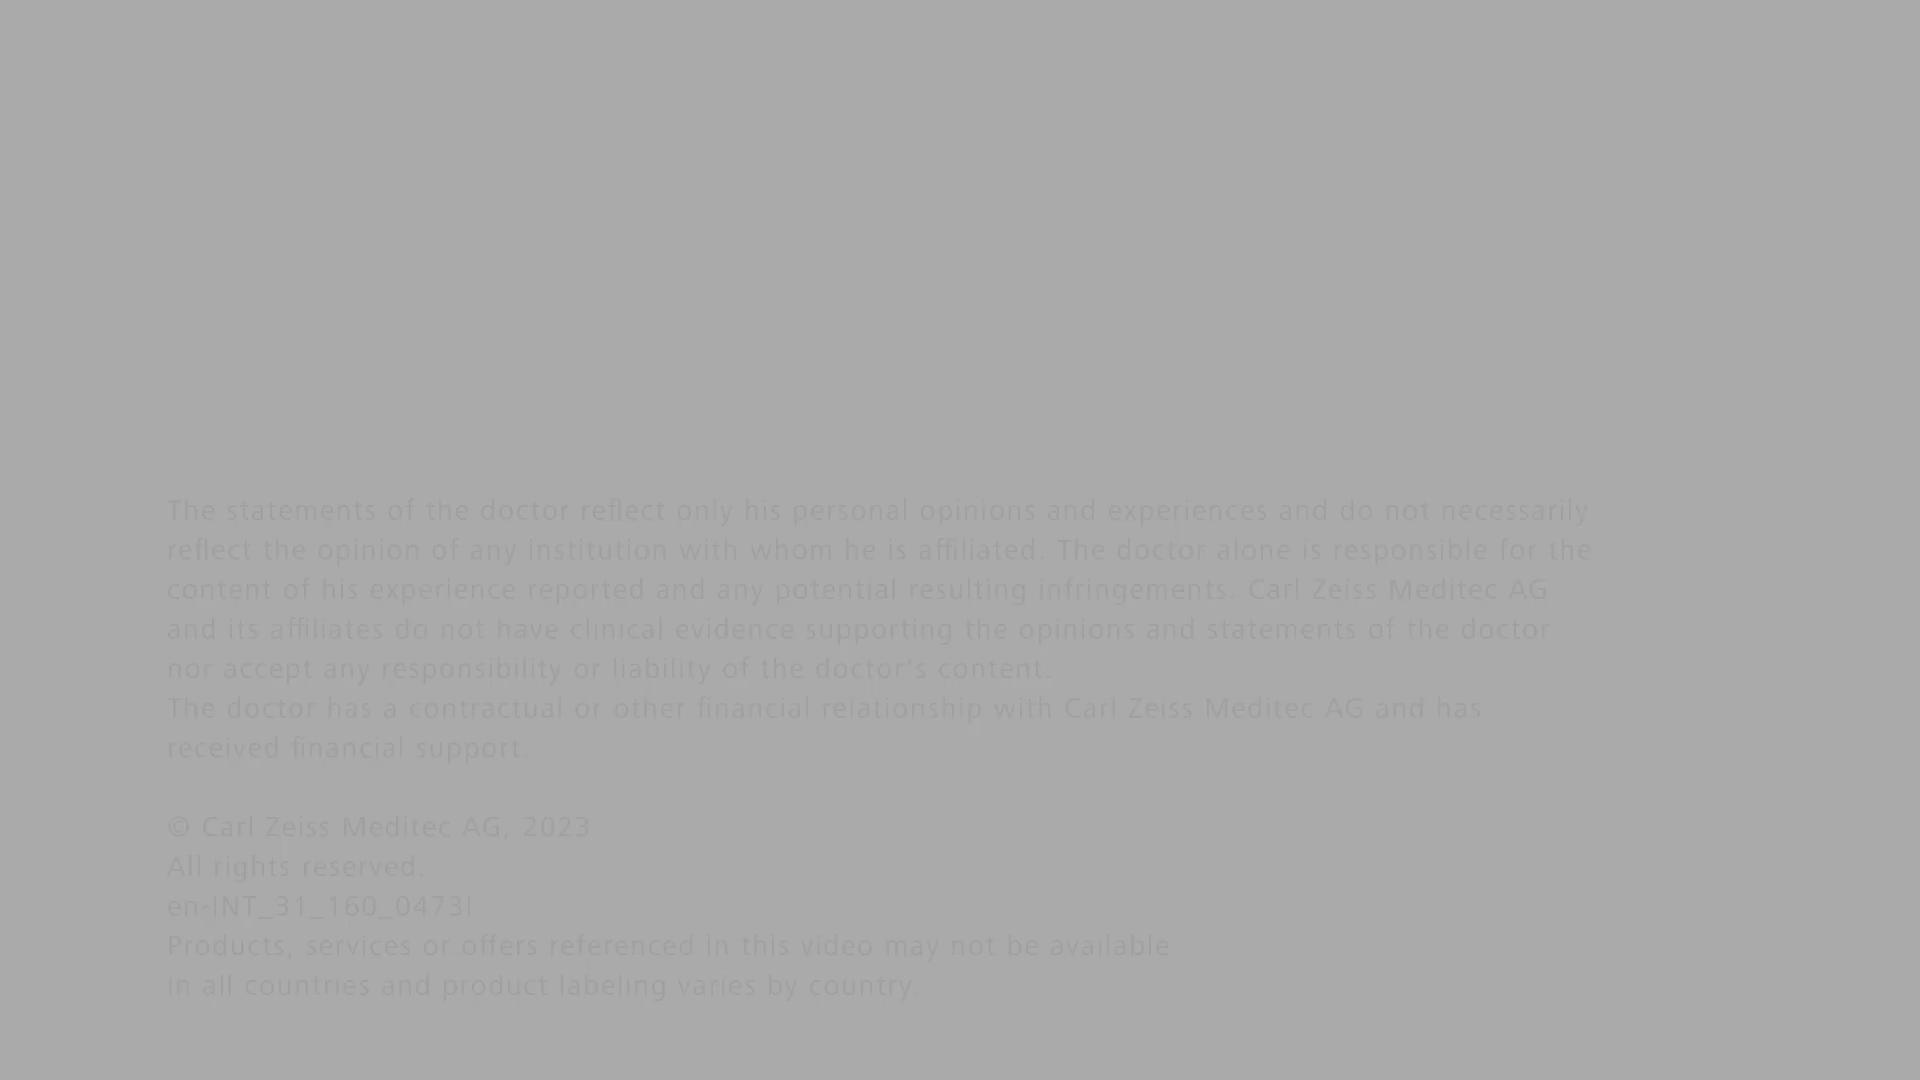 The statements of the doctor reflect only his personal opinions and experiences and do not necessarily
reflect the opinion of any institution with whom he is affiliated. The doctor alone is responsible for the
content of his experience reported and any potential resulting infringements. Carl Zeiss Meditec AG
and its affiliates do not have clinical evidence supporting the opinions and statements of the doctor
nor accept any responsibility or liability of the doctor's content.
The doctor has a contractual or other financial relationship with Carl Zeiss Meditec AG and has
received financial support.
© Carl Zeiss Meditec AG, 2023
All rights reserved.
en-INT_31_160_0473I
Products, services or offers referenced in this video may not be available
in all countries and product labeling varies by country.